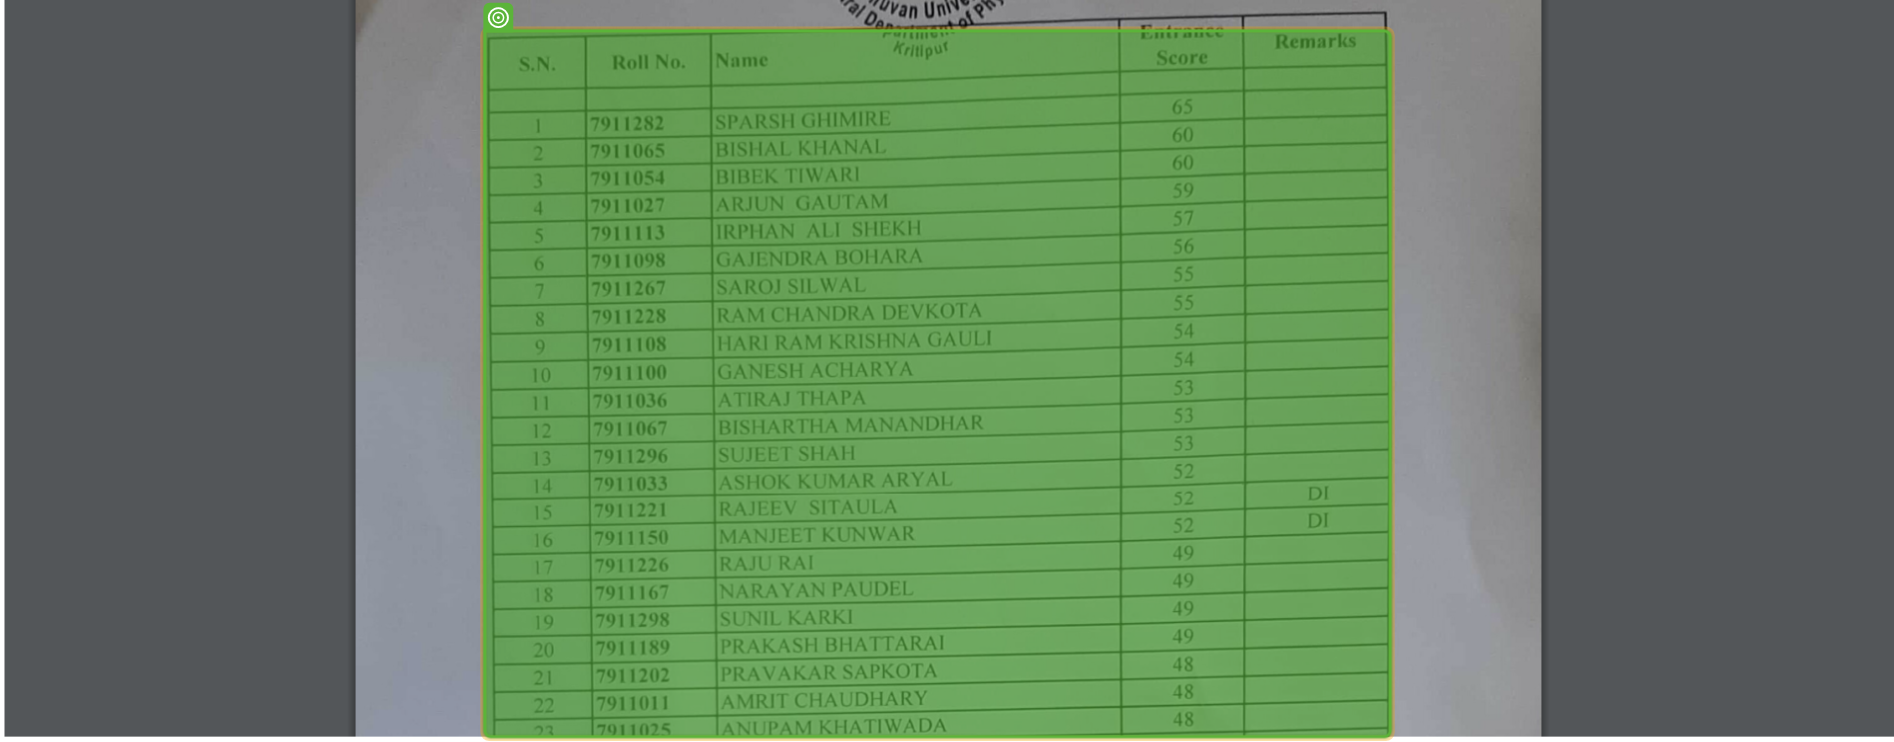 Kritipur
S.N. Roll No. Name Entrance Score Remarks
1 7911282 SPARSH GHIMIRE 65
2 7911065 BISHAL KHANAL 60
3 7911054 BIBEK TIWARI 60
4 7911027 ARJUN GAUTAM 59
5 7911113 IRPHAN ALI SHEKH 57
6 7911098 GAJENDRA BOHARA 56
7 7911267 SAROJ SILWAL 55
8 7911228 RAM CHANDRA DEVKOTA 55
9 7911108 HARI RAM KRISHNA GAULI 54
10 7911100 GANESH ACHARYA 54
11 7911036 ATIRAJ THAPA 53
12 7911067 BISHARTHA MANANDHAR 53
13 7911296 SUJEET SHAH 53
14 7911033 ASHOK KUMAR ARYAL 52
15 7911221 RAJEEV SITAULA 52 DI
16 7911150 MANJEET KUNWAR 52 DI
17 7911226 RAJU RAI 49
18 7911167 NARAYAN PAUDEL 49
19 7911298 SUNIL KARKI 49
20 7911189 PRAKASH BHATTARAI 49
21 7911202 PRAVAKAR SAPKOTA 48
22 7911011 AMRIT CHAUDHARY 48
23 7911025 ANUPAM KHATIWADA 48